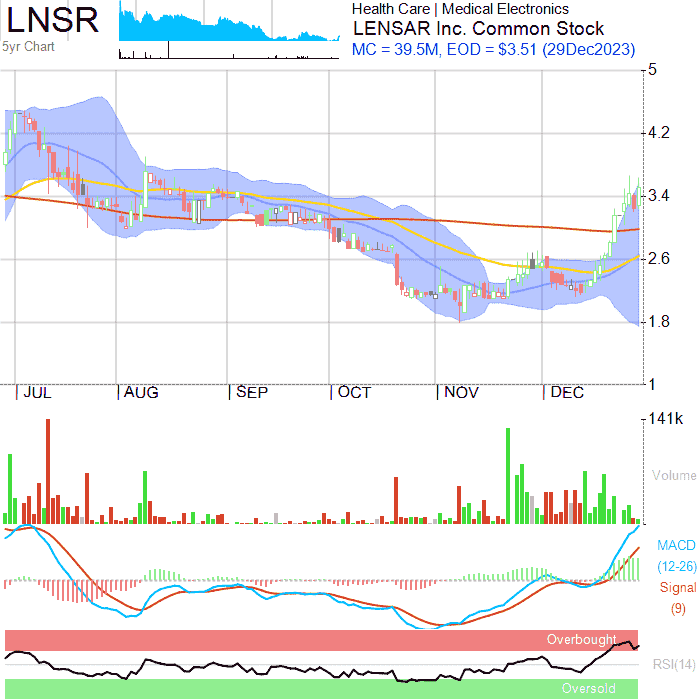 LNSR
5yr Chart
Health Care | Medical Electronics
LENSAR Inc. Common Stock
MC = 39.5M, EOD = $3.51 (29Dec2023)
5
4.2
3.4
2.6
1.8
1
JUL AUG SEP OCT NOV DEC
141k
Volume
MACD
(12-26)
Signal
(9)
Overbought
RSI(14)
Oversold